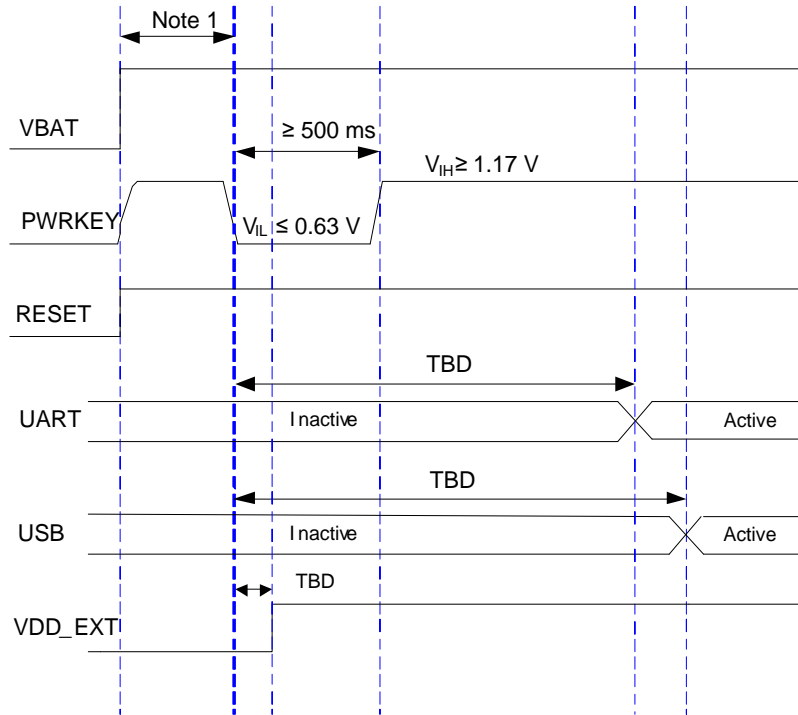 Note 1
VBAT
≥ 500 ms
VIH ≥ 1.17 V
PWRKEY
VIL ≤ 0.63 V
RESET
TBD
UART
Inactive
Active
TBD
USB
Inactive
Active
TBD
VDD_EXT